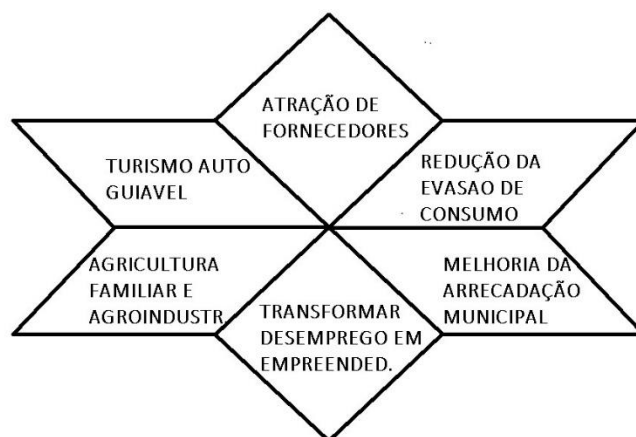 ATRAÇÃO DE
FORNECEDORES
TURISMO AUTO
GUIAVEL
REDUÇÃO DA
EVASAO DE
CONSUMO
AGRICULTURA
FAMILIAR E
AGROINDUSTR.
TRANSFORMAR
DESEMPREGO EM
EMPREENDED.
MELHORIA DA
ARRECADAÇÃO
MUNICIPAL